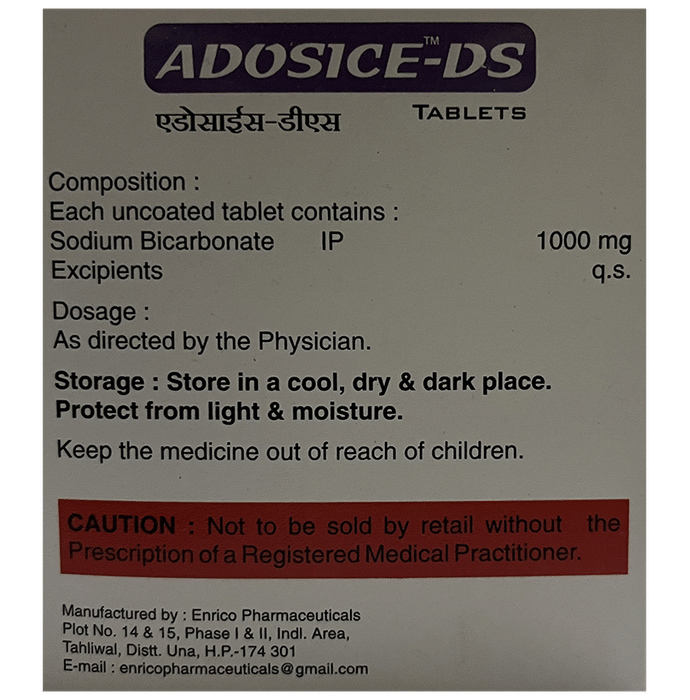 ADOSICE™-DS
एडोसाईस-डीएस TABLETS
Composition :
Each uncoated tablet contains :
Sodium Bicarbonate IP 1000 mg
Excipients q.s.
Dosage :
As directed by the Physician.
Storage : Store in a cool, dry & dark place.
Protect from light & moisture.
Keep the medicine out of reach of children.
CAUTION : Not to be sold by retail without the
Prescription of a Registered Medical Practitioner.
Manufactured by : Enrico Pharmaceuticals
Plot No. 14 & 15, Phase I & II, Indl. Area,
Tahliwal, Distt. Una, H.P.-174 301
E-mail : enricopharmaceuticals@gmail.com